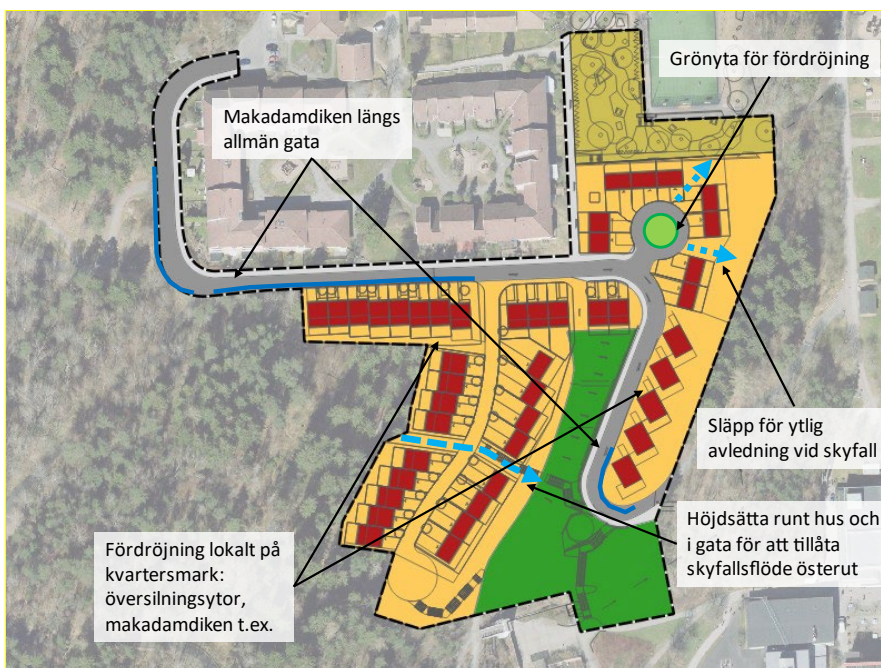 Grönyta för fördröjning
Makadamdiken längs
allmän gata
Släpp för ytlig
avledning vid skyfall
Höjdsätta runt hus och
i gata för att tillåta
skyfallsflöde österut
Fördröjning lokalt på
kvartersmark:
översilningsytor,
makadamdiken t.ex.